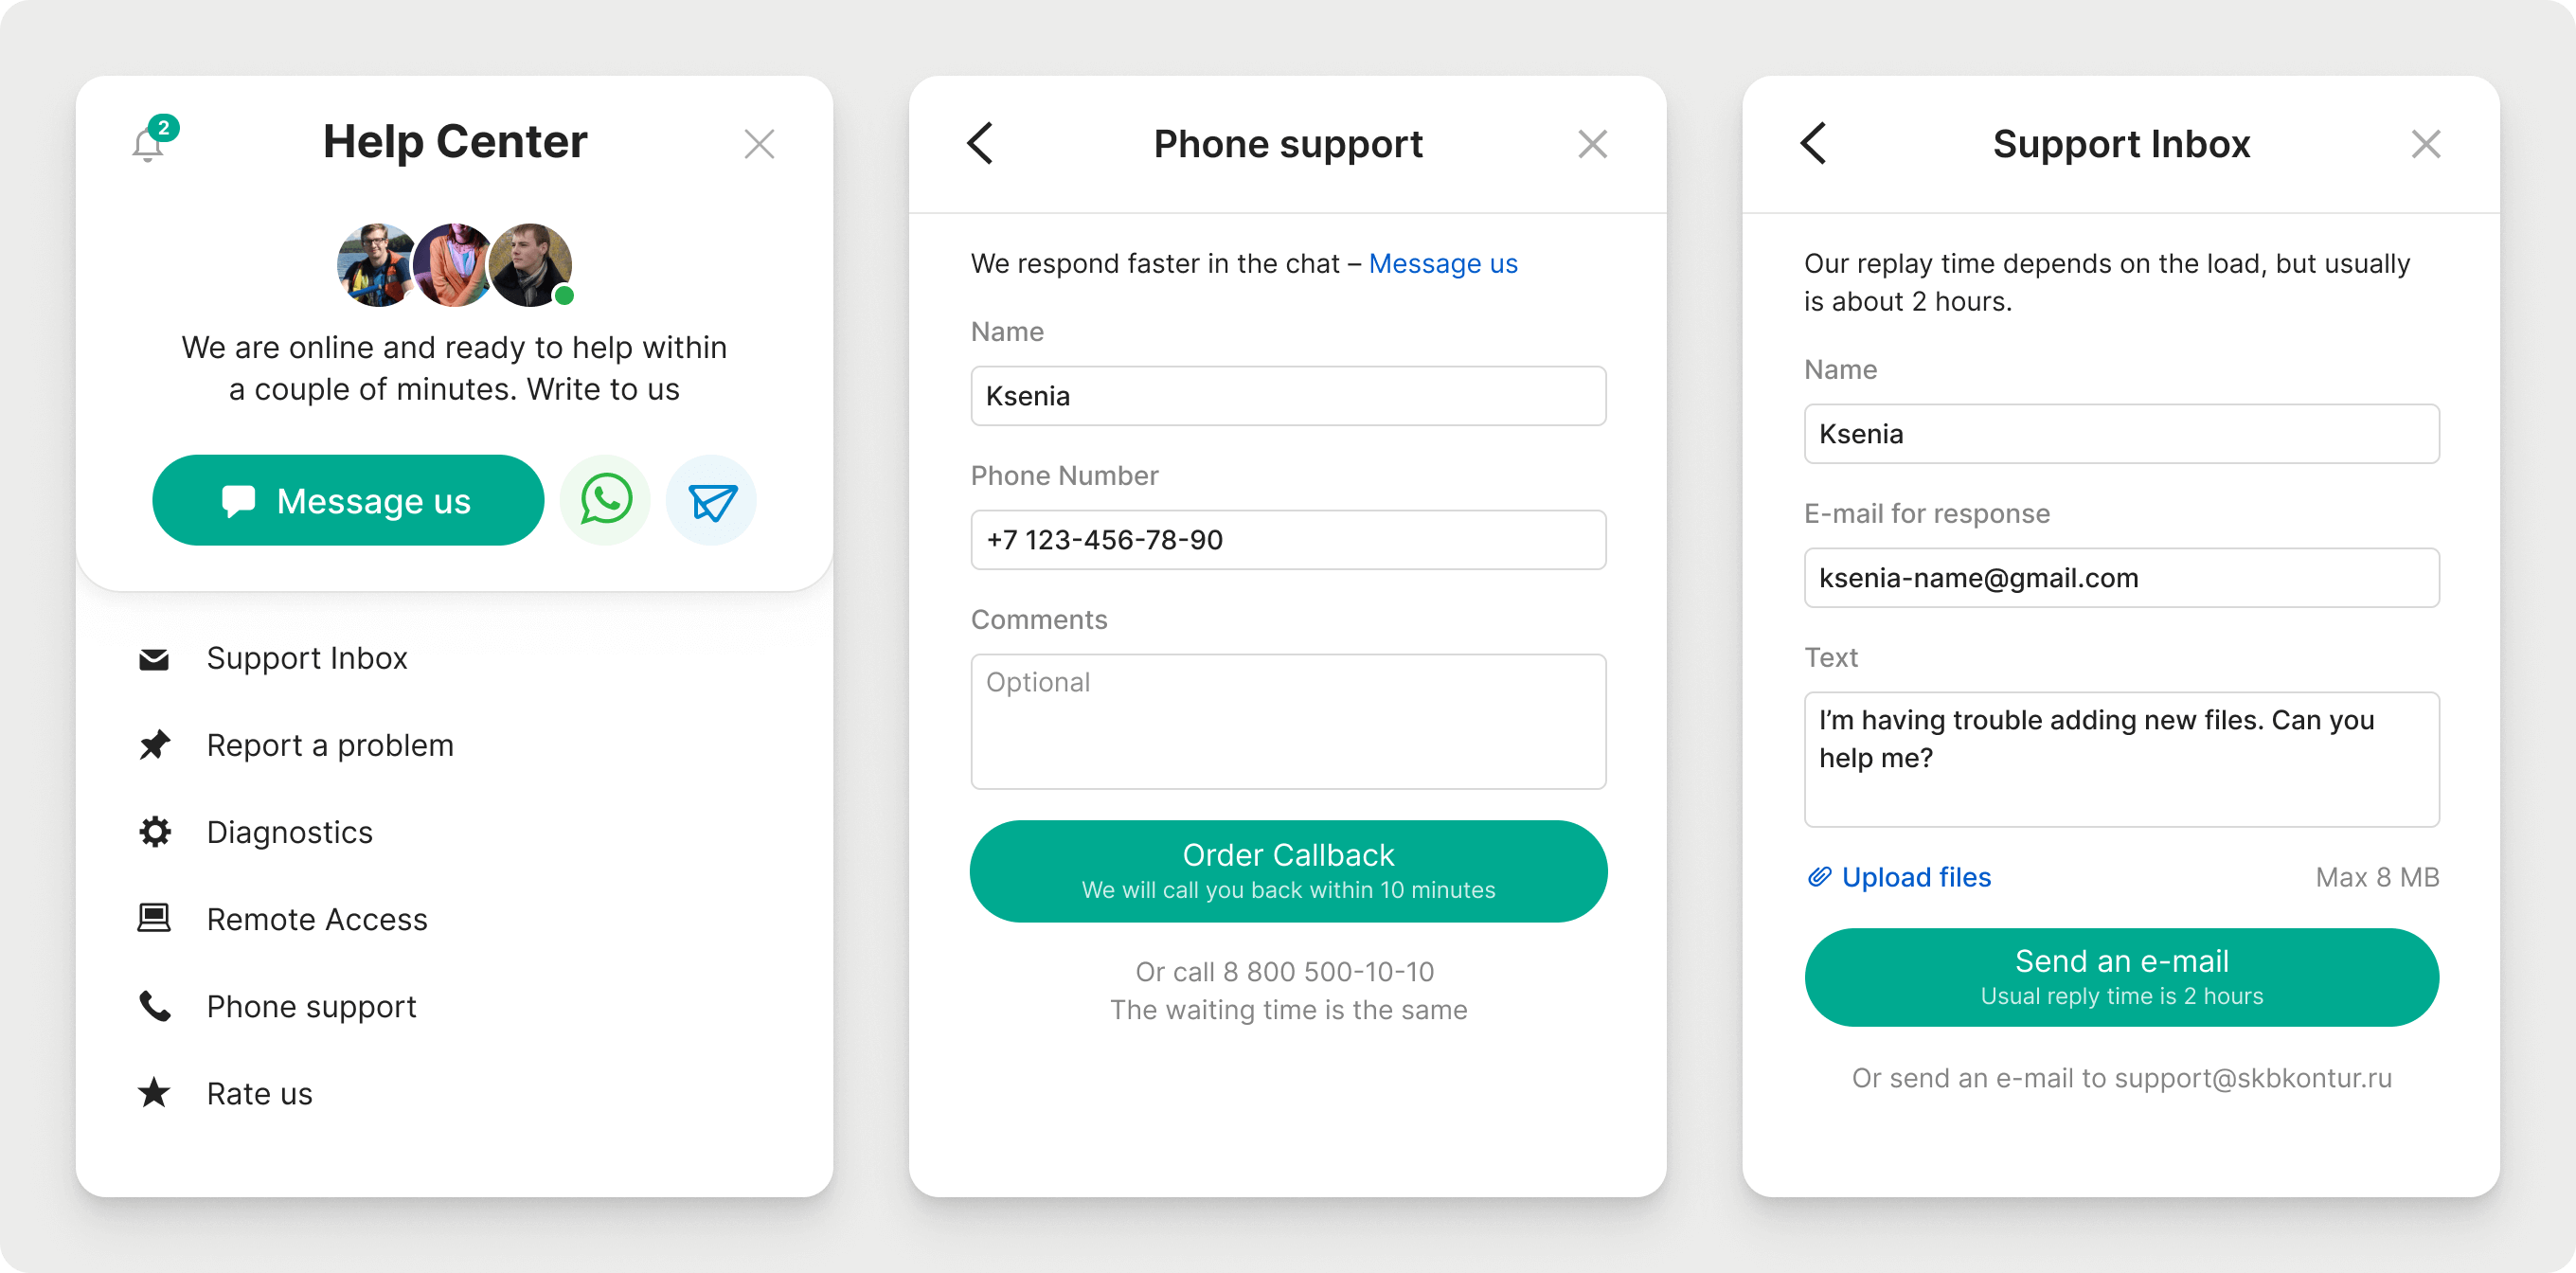 2
Help Center
We are online and ready to help within
a couple of minutes. Write to us
Message us
Support Inbox
Report a problem
Diagnostics
Remote Access
Phone support
Rate us
Phone support
We respond faster in the chat – Message us
Name
Ksenia
Phone Number
+7 123-456-78-90
Comments
Optional
Order Callback
We will call you back within 10 minutes
Or call 8 800 500-10-10
The waiting time is the same
Support Inbox
Our replay time depends on the load, but usually
is about 2 hours.
Name
Ksenia
E-mail for response
ksenia-name@gmail.com
Text
I’m having trouble adding new files. Can you
help me?
Upload files
Max 8 MB
Send an e-mail
Usual reply time is 2 hours
Or send an e-mail to support@skbkontur.ru